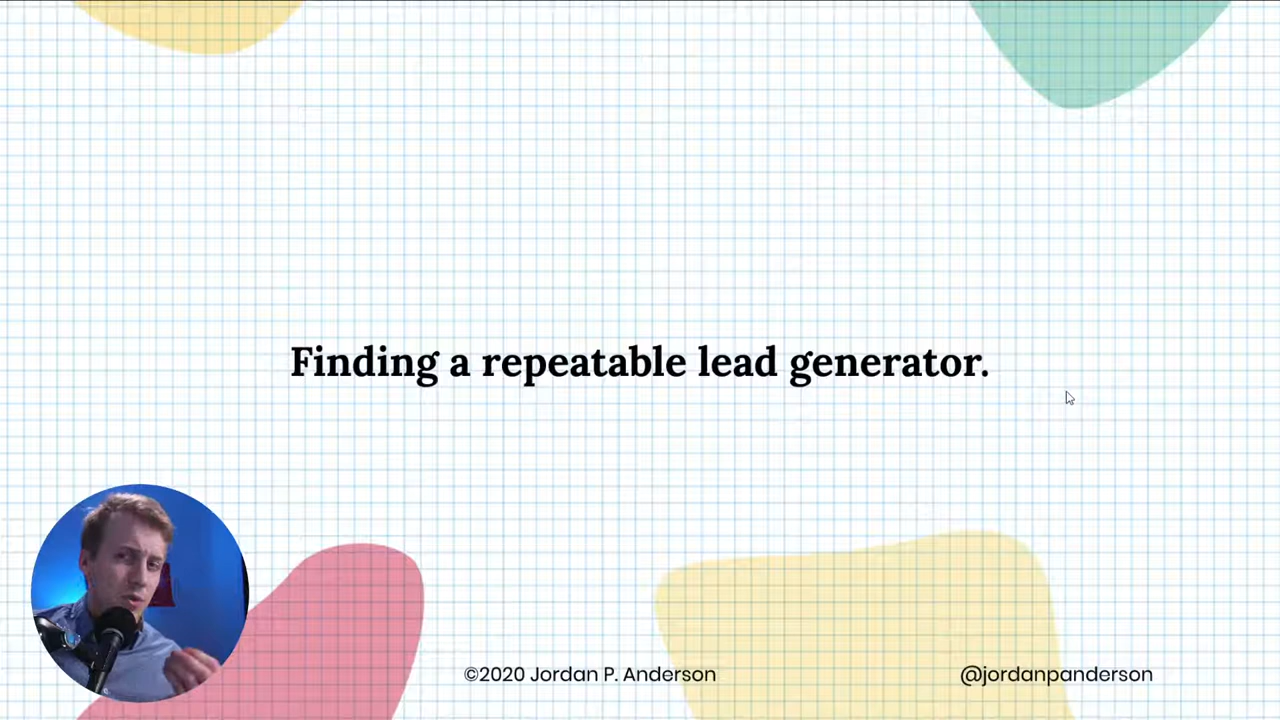 Finding a repeatable lead generator.
©2020 Jordan P. Anderson
@jordanpanderson